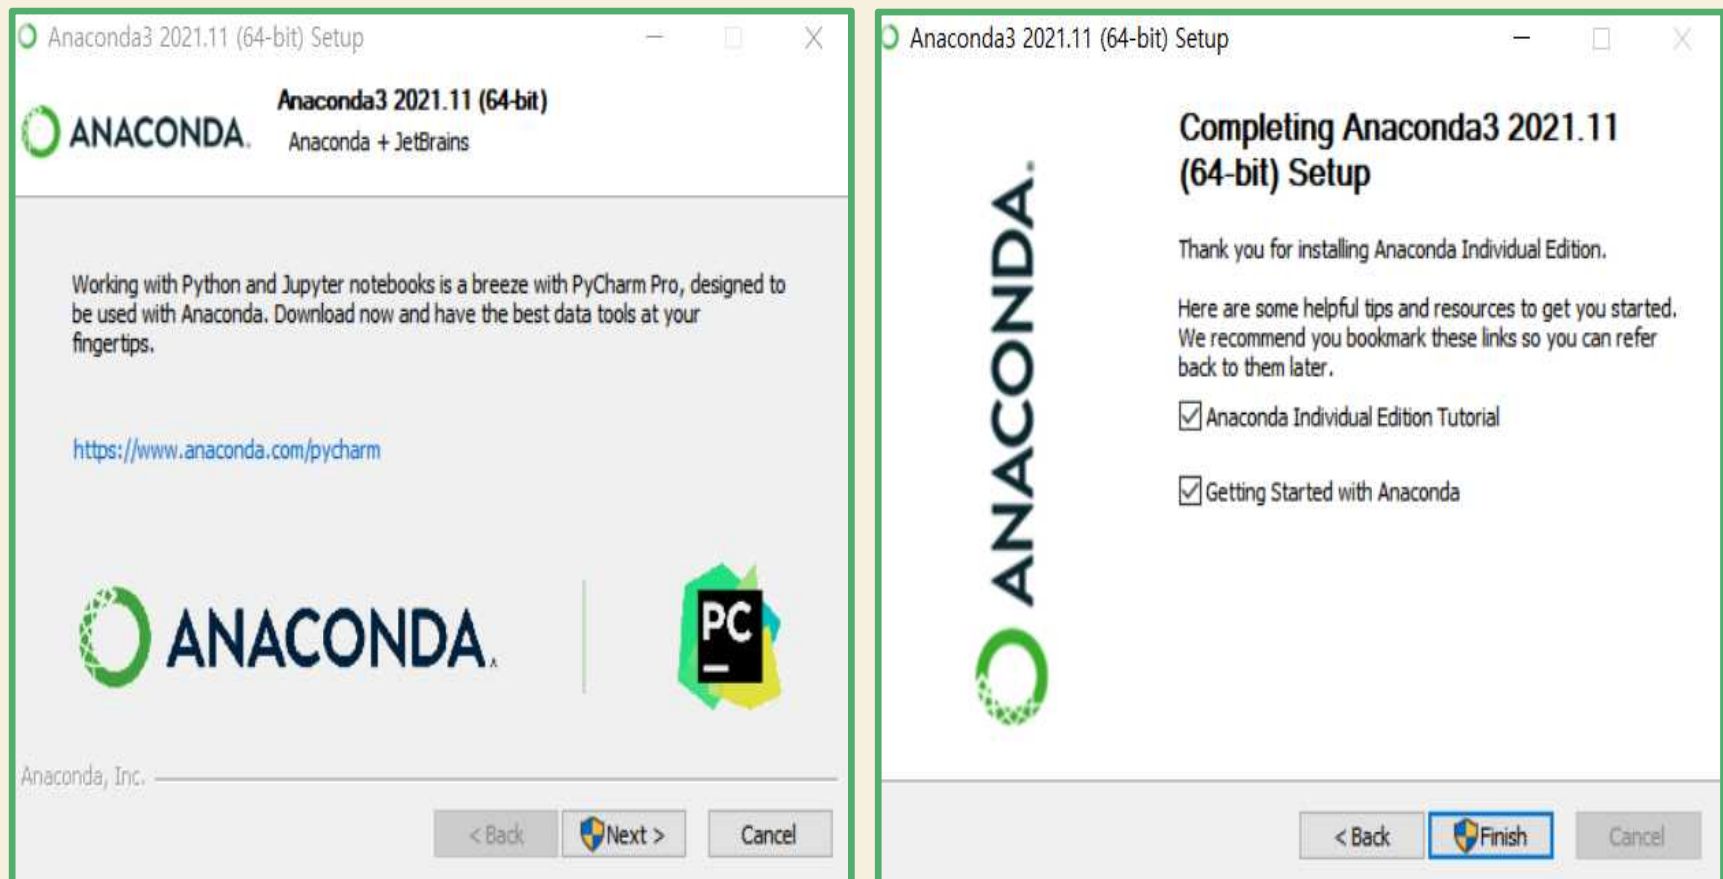 Anaconda3 2021.11 (64-bit) Setup
ANACONDA.
Anaconda3 2021.11 (64-bit)
Anaconda + JetBrains
Working with Python and Jupyter notebooks is a breeze with PyCharm Pro, designed to
be used with Anaconda. Download now and have the best data tools at your
fingertips.
https://www.anaconda.com/pycharm
ANACONDA.
PC
Anaconda, Inc.
< Back
Next >
Cancel
Anaconda3 2021.11 (64-bit) Setup
ANACONDA.
Completing Anaconda3 2021.11
(64-bit) Setup
Thank you for installing Anaconda Individual Edition.
Here are some helpful tips and resources to get you started.
We recommend you bookmark these links so you can refer
back to them later.
Anaconda Individual Edition Tutorial
Getting Started with Anaconda
< Back
Finish
Cancel